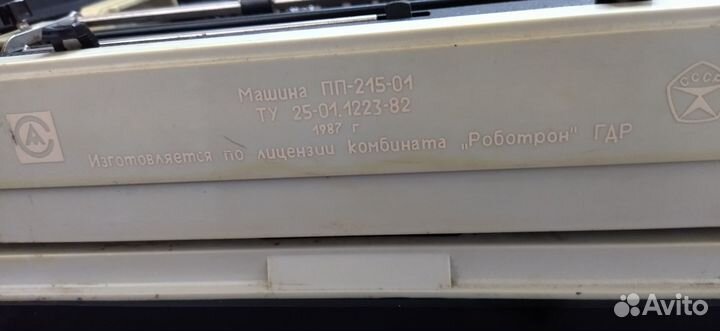 Машина ПП-215-01
ТУ 25-01.1223-82
1987 г
Изготовляется по лицензии комбината „Роботрон" ГДР
СССР
Avito